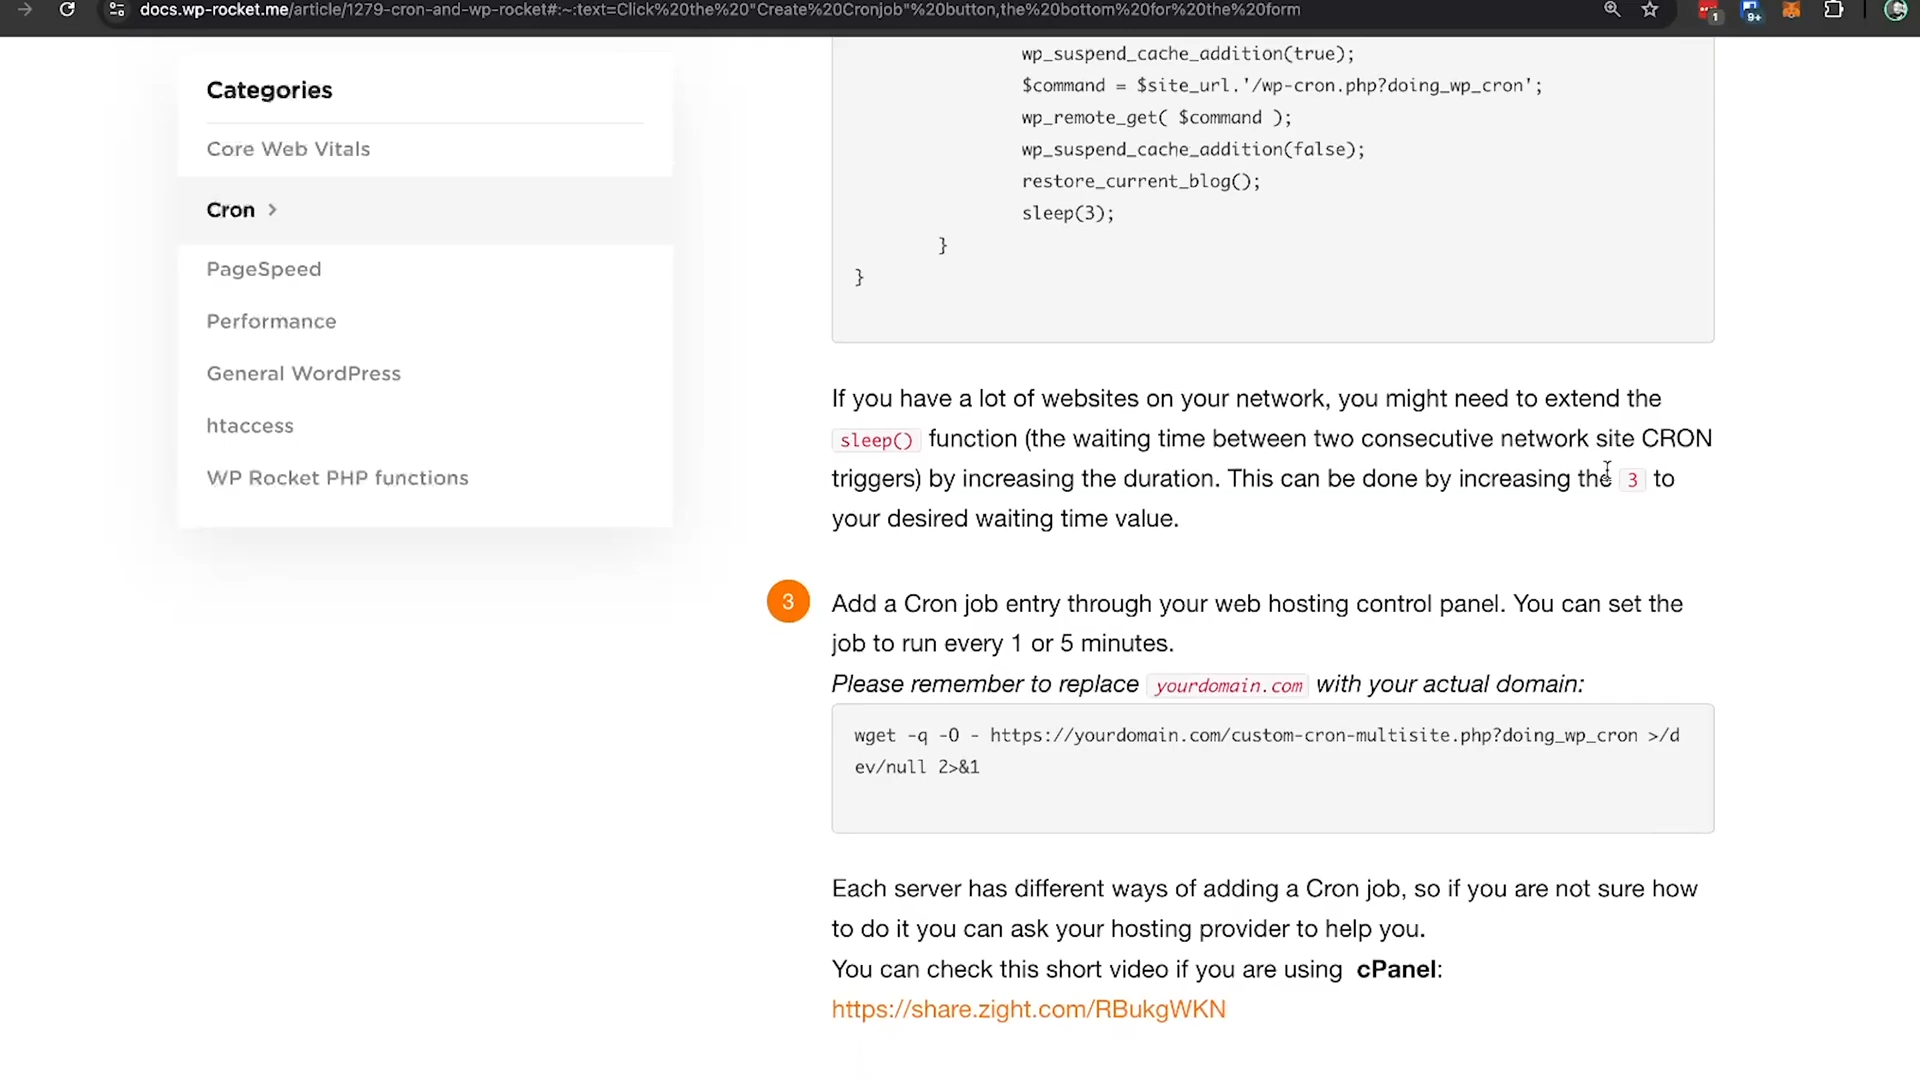 docs.wp-rocket.me/article/1279-cron-and-wp-rocket#:~:text=Click%20the%20"Create%20Cronjob"%20button,the%20bottom%20for%20the%20form
1
9+
Categories
Core Web Vitals
Cron
PageSpeed
Performance
General WordPress
htaccess
WP Rocket PHP functions
wp_suspend_cache_addition(true);
$command = $site_url.'/wp-cron.php?doing_wp_cron';
wp_remote_get( $command );
wp_suspend_cache_addition(false);
restore_current_blog();
sleep(3);
}
}
If you have a lot of websites on your network, you might need to extend the
sleep() function (the waiting time between two consecutive network site CRON
triggers) by increasing the duration. This can be done by increasing the 3 to
your desired waiting time value.
3 Add a Cron job entry through your web hosting control panel. You can set the
job to run every 1 or 5 minutes.
Please remember to replace yourdomain.com with your actual domain:
wget -q -O - https://yourdomain.com/custom-cron-multisite.php?doing_wp_cron >/d
ev/null 2>&1
Each server has different ways of adding a Cron job, so if you are not sure how
to do it you can ask your hosting provider to help you.
You can check this short video if you are using cPanel:
https://share.zight.com/RBukgWKN